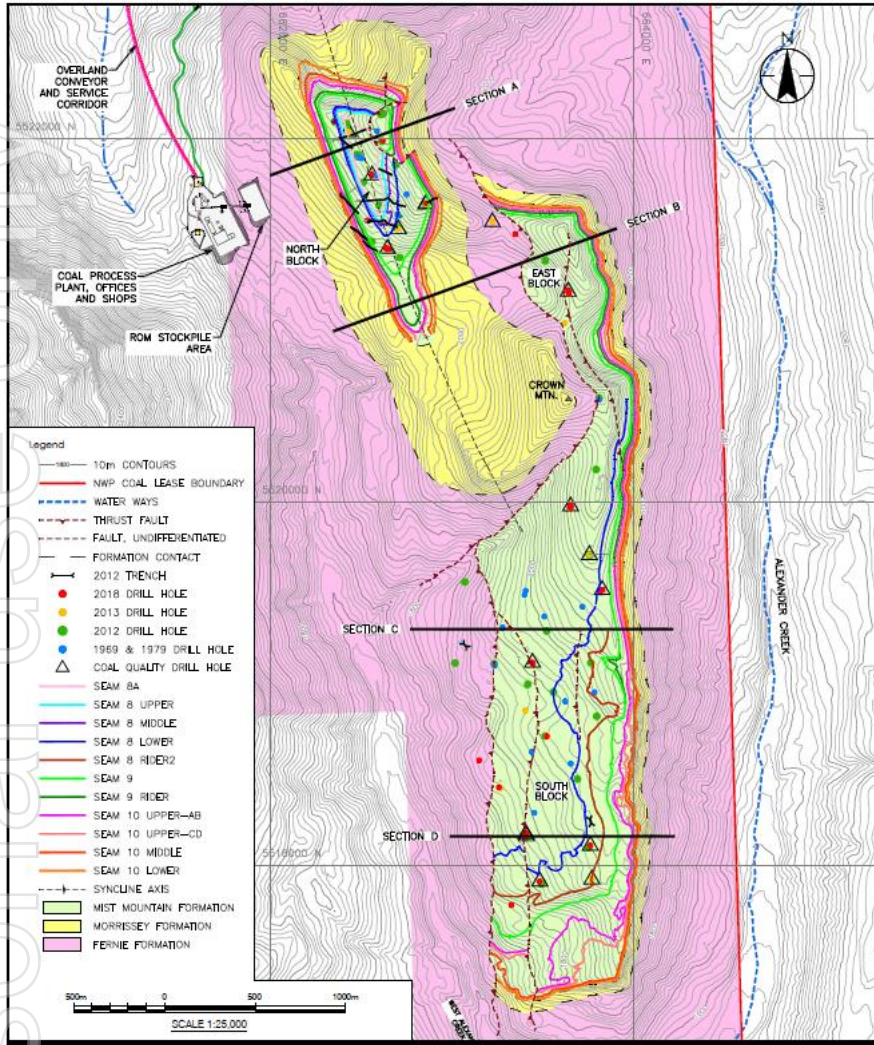 OVERLAND
CONVEYOR
AND SERVICE
CORRIDOR
662000 E
664000 E
N
SECTION A
5522000 N
SECTION B
NORTH
BLOCK
EAST
BLOCK
COAL PROCESS
PLANT, OFFICES
AND SHOPS
ROM STOCKPILE
AREA
CROWN
MTN.
Legend
1800 10m CONTOURS
NWP COAL LEASE BOUNDARY
WATER WAYS
THRUST FAULT
FAULT, UNDIFFERENTIATED
FORMATION CONTACT
2012 TRENCH
2018 DRILL HOLE
2013 DRILL HOLE
2012 DRILL HOLE
1969 & 1979 DRILL HOLE
COAL QUALITY DRILL HOLE
SEAM 8A
SEAM 8 UPPER
SEAM 8 MIDDLE
SEAM 8 LOWER
SEAM 8 RIDER2
SEAM 9
SEAM 9 RIDER
SEAM 10 UPPER-AB
SEAM 10 UPPER-CD
SEAM 10 MIDDLE
SEAM 10 LOWER
SYNCLINE AXIS
MIST MOUNTAIN FORMATION
MORRISSEY FORMATION
FERNIE FORMATION
5520000 N
ALEXANDER CREEK
SECTION C
SOUTH
BLOCK
SECTION D
5618000 N
500m 0 500 1000m
SCALE 1:25,000